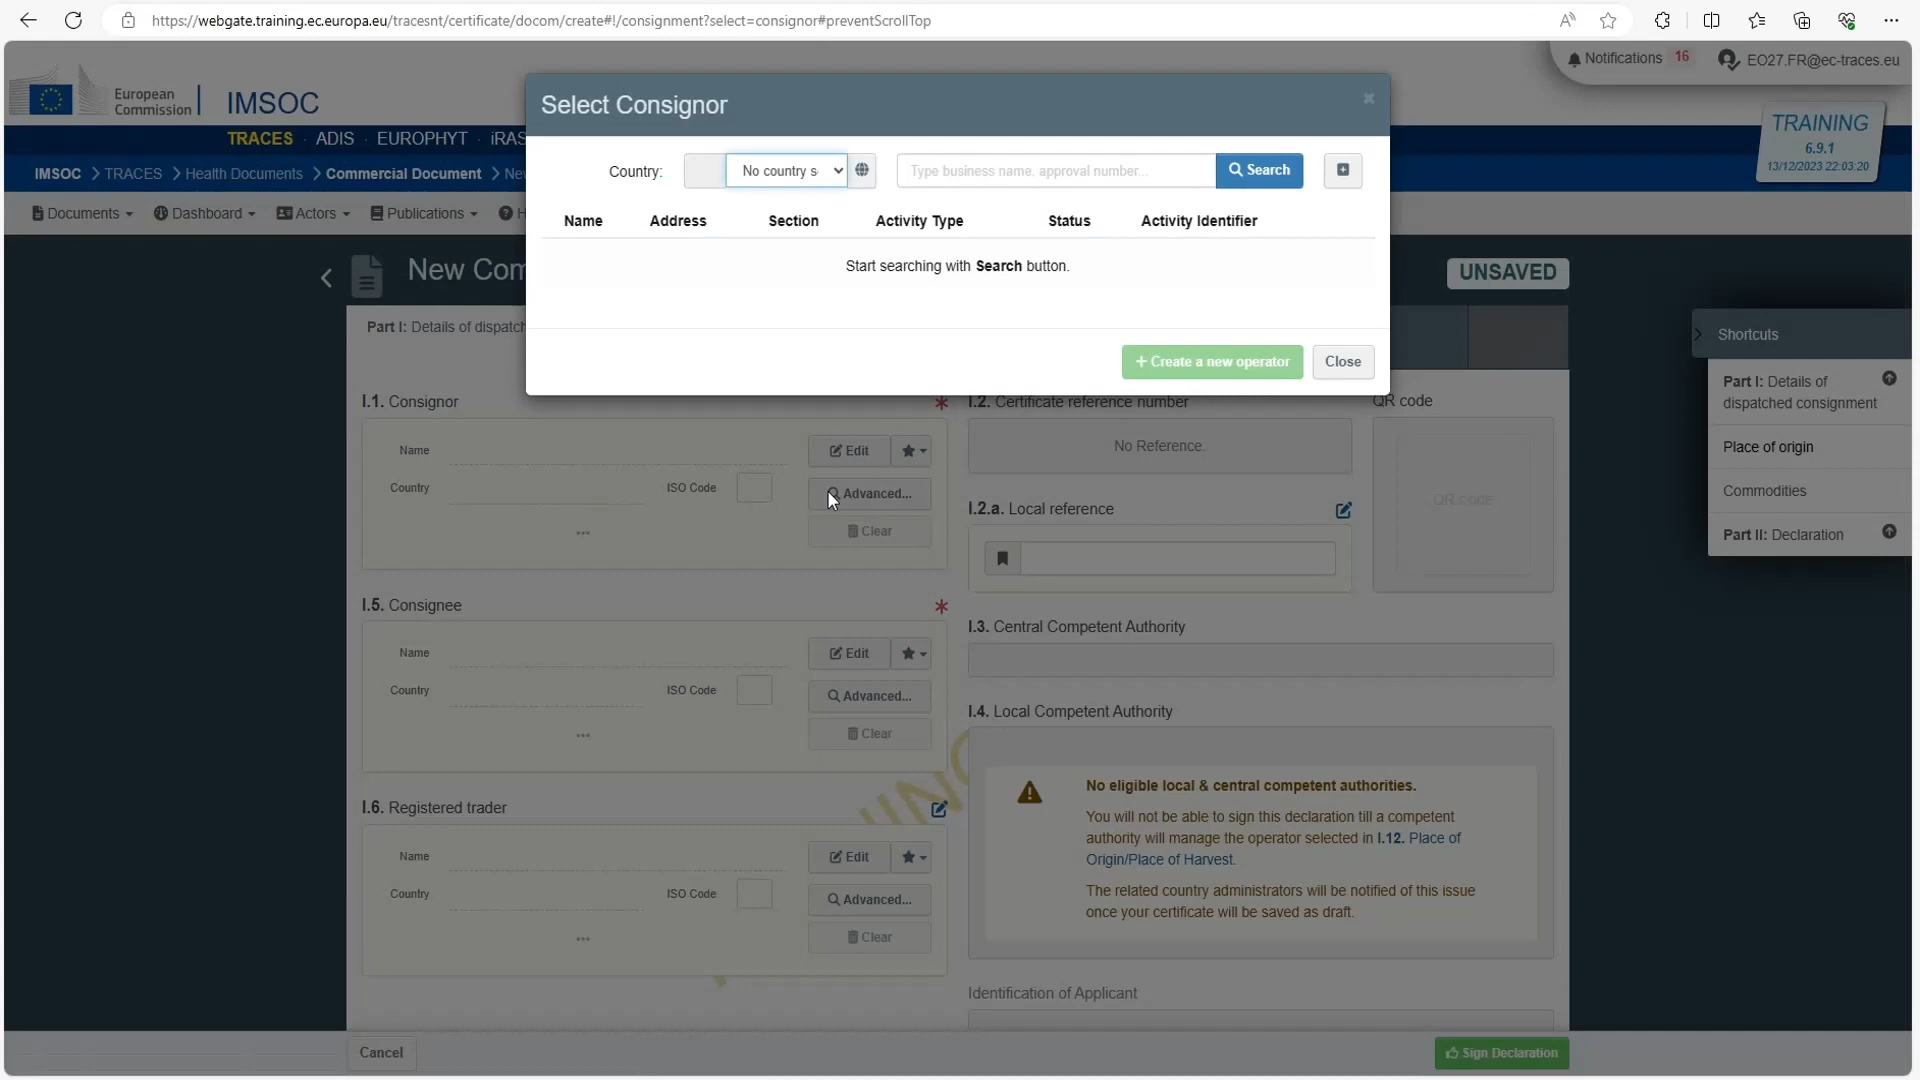 https://webgate.training.ec.europa.eu/tracesnt/certificate/docom/create#!/consignment?select=consignor#preventScrollTop
Notifications 16
EO27.FR@ec-traces.eu
European
Commission
IMSOC
TRACES · ADIS · EUROPHYT · iRAS
TRAINING
6.9.1
13/12/2023 22:03:20
IMSOC > TRACES > Health Documents > Commercial Document > New
Documents
Dashboard
Actors
Publications
H
Select Consignor
×
Country:
No country s
Type business name, approval number...
Search
Name Address Section Activity Type Status Activity Identifier
Start searching with Search button.
+ Create a new operator
Close
New Com
UNSAVED
Part I: Details of dispatch
Shortcuts
Part I: Details of
dispatched consignment
Place of origin
Commodities
Part II: Declaration
I.1. Consignor *
Name
Edit
Country
ISO Code
Advanced...
...
Clear
I.2. Certificate reference number
No Reference.
QR code
QR code
I.2.a. Local reference
I.5. Consignee *
Name
Edit
Country
ISO Code
Advanced...
...
Clear
I.3. Central Competent Authority
I.4. Local Competent Authority
No eligible local & central competent authorities.
You will not be able to sign this declaration till a competent
authority will manage the operator selected in I.12. Place of
Origin/Place of Harvest.
The related country administrators will be notified of this issue
once your certificate will be saved as draft.
I.6. Registered trader
Name
Edit
Country
ISO Code
Advanced...
...
Clear
Identification of Applicant
Cancel
Sign Declaration